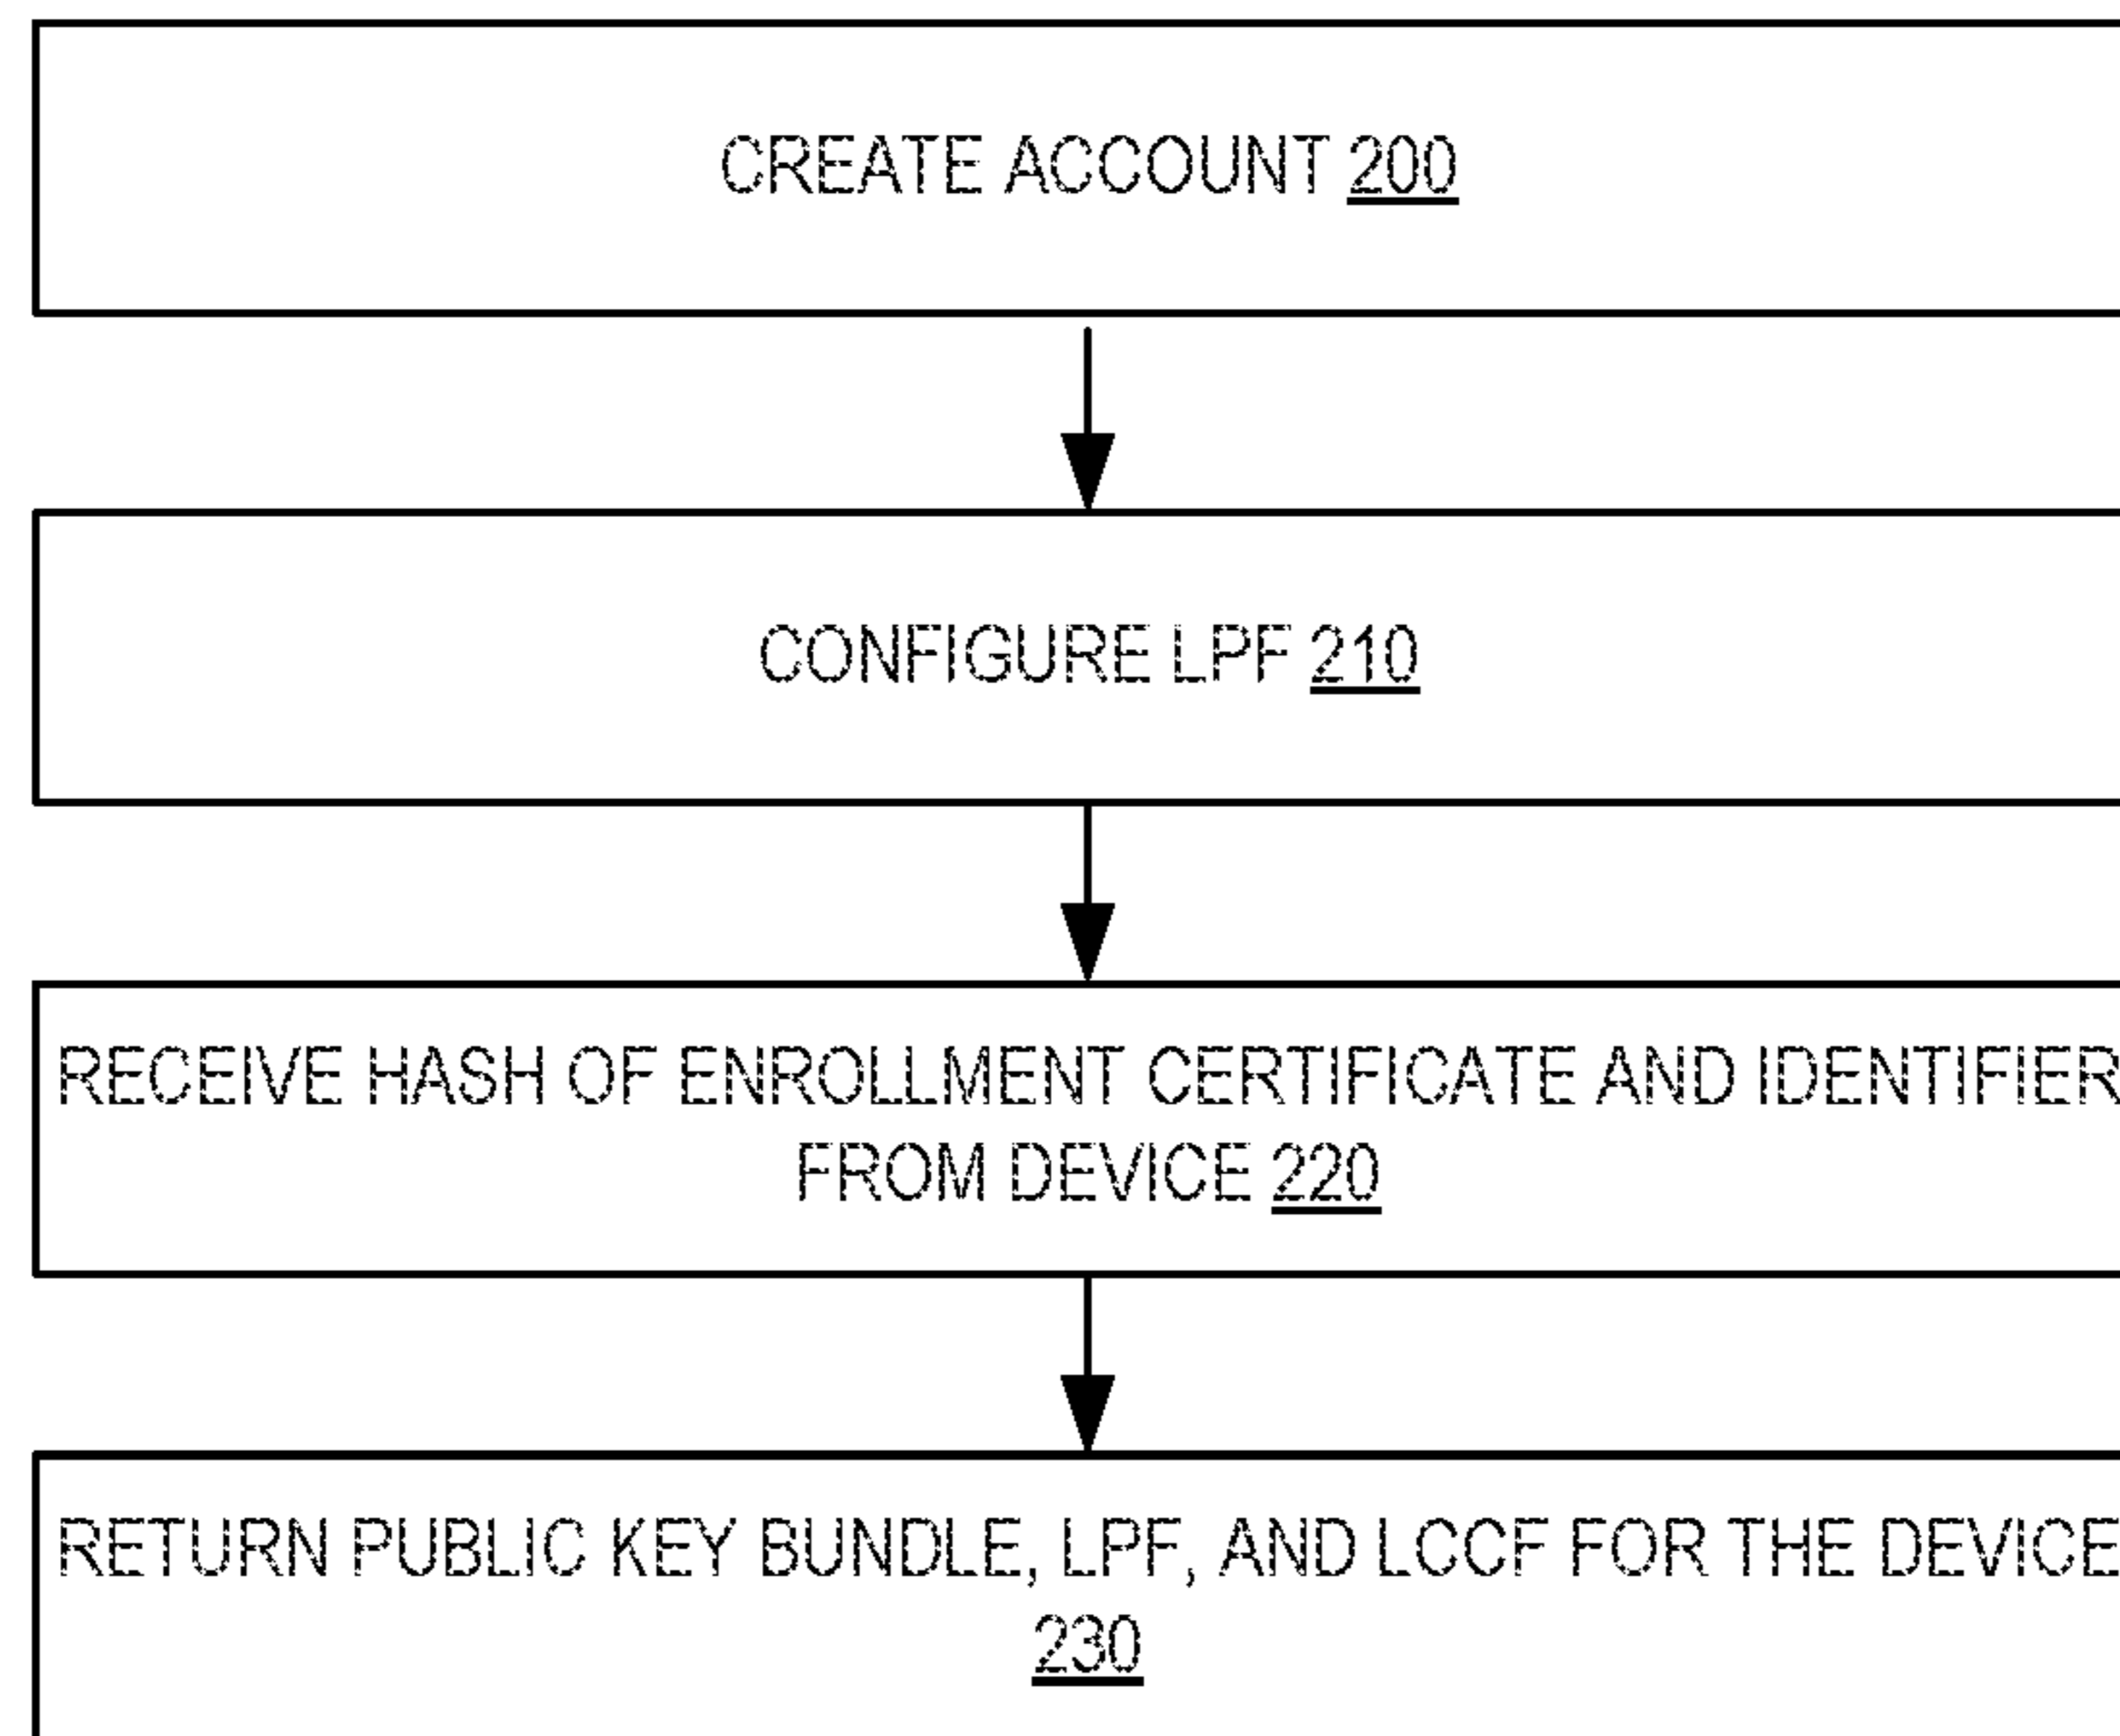 CREATE ACCOUNT 200
CONFIGURE LPF 210
RECEIVE HASH OF ENROLLMENT CERTIFICATE AND IDENTIFIER
FROM DEVICE 220
RETURN PUBLIC KEY BUNDLE, LPF, AND LCCF FOR THE DEVICE
230